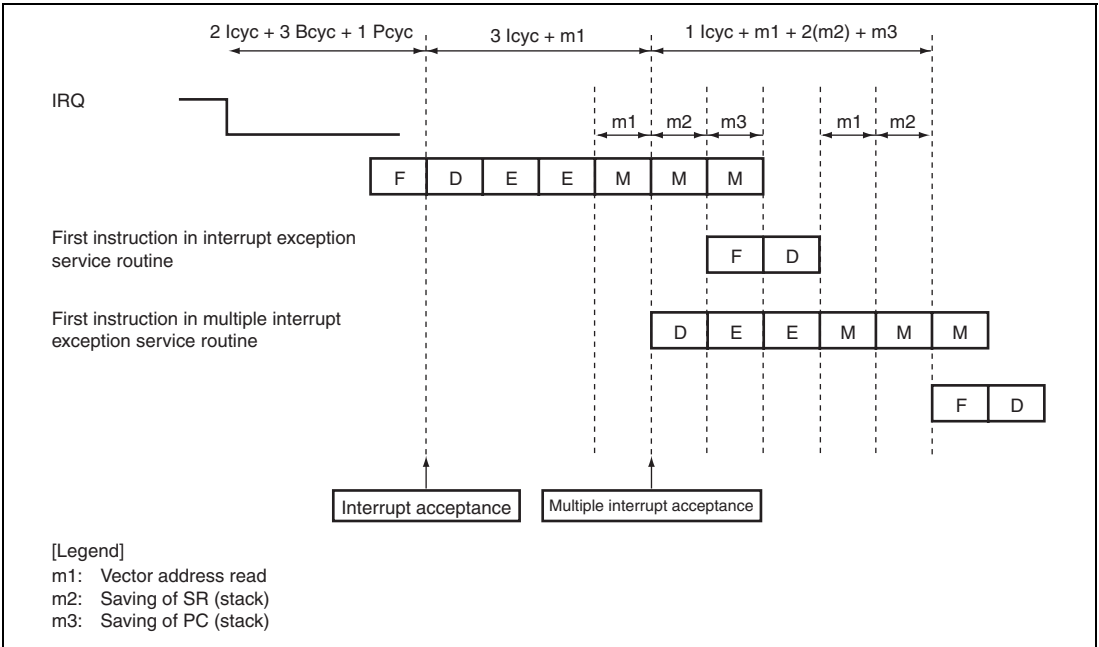 2 Icyc + 3 Bcyc + 1 Pcyc
3 Icyc + m1
1 Icyc + m1 + 2(m2) + m3
IRQ
m1
m2
m3
m1
m2
F D E E M M M
First instruction in interrupt exception
service routine
F D
First instruction in multiple interrupt
exception service routine
D E E M M M
F D
Interrupt acceptance
Multiple interrupt acceptance
[Legend]
m1: Vector address read
m2: Saving of SR (stack)
m3: Saving of PC (stack)